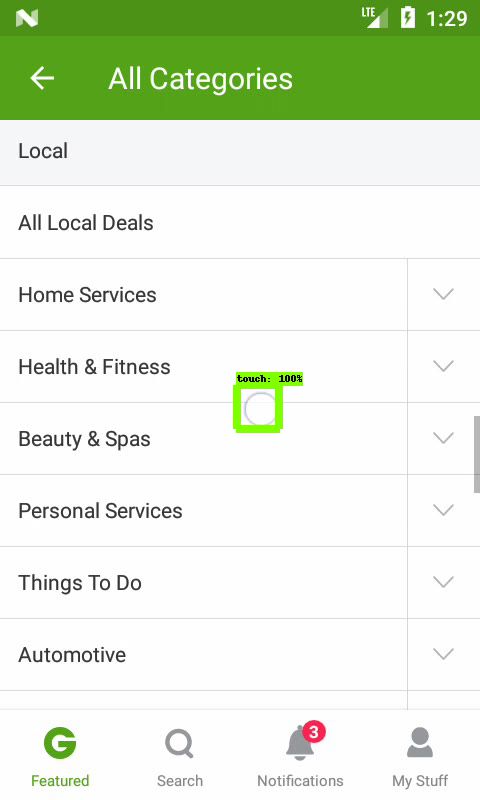 LTE
1:29
All Categories
Local
All Local Deals
Home Services
Health & Fitness
touch: 100%
Beauty & Spas
Personal Services
Things To Do
Automotive
3
Featured
Search
Notifications
My Stuff